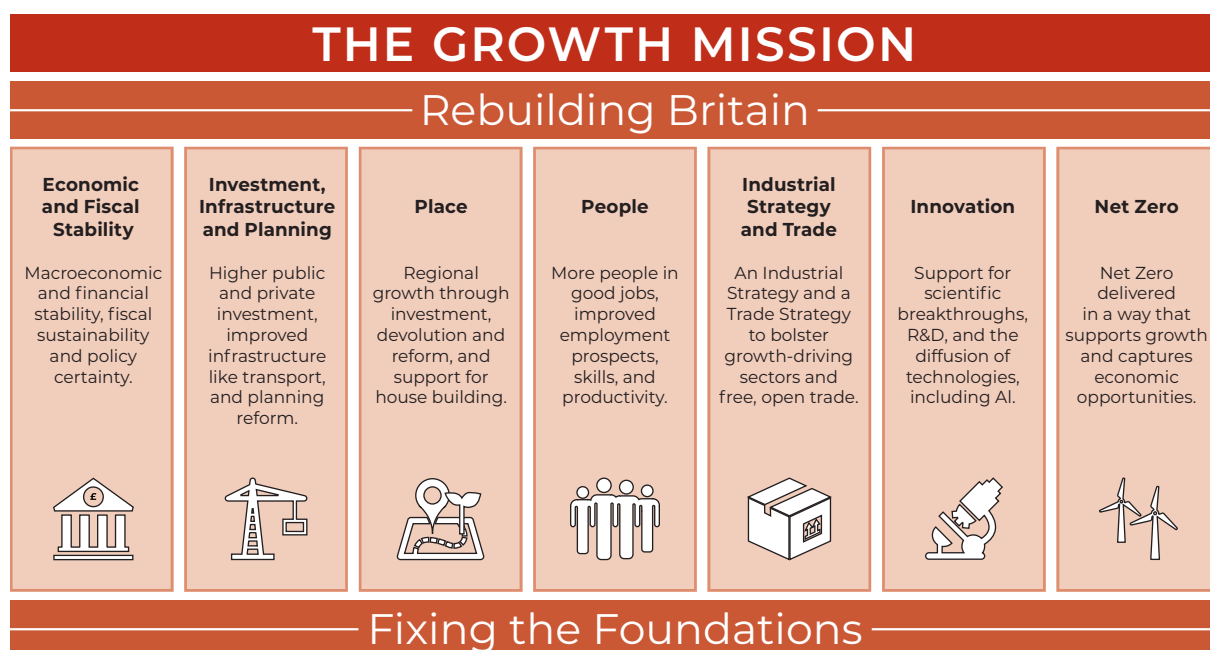 THE GROWTH MISSION
Rebuilding Britain
Economic
and Fiscal
Stability
Macroeconomic
and financial
stability, fiscal
sustainability
and policy
certainty.
£
Investment,
Infrastructure
and Planning
Higher public
and private
investment,
improved
infrastructure
like transport,
and planning
reform.
Place
Regional
growth through
investment,
devolution and
reform, and
support for
house building.
People
More people in
good jobs,
improved
employment
prospects,
skills, and
productivity.
Industrial
Strategy
and Trade
An Industrial
Strategy and a
Trade Strategy
to bolster
growth-driving
sectors and
free, open trade.
Innovation
Support for
scientific
breakthroughs,
R&D, and the
diffusion of
technologies,
including AI.
Net Zero
Net Zero
delivered
in a way that
supports growth
and captures
economic
opportunities.
Fixing the Foundations